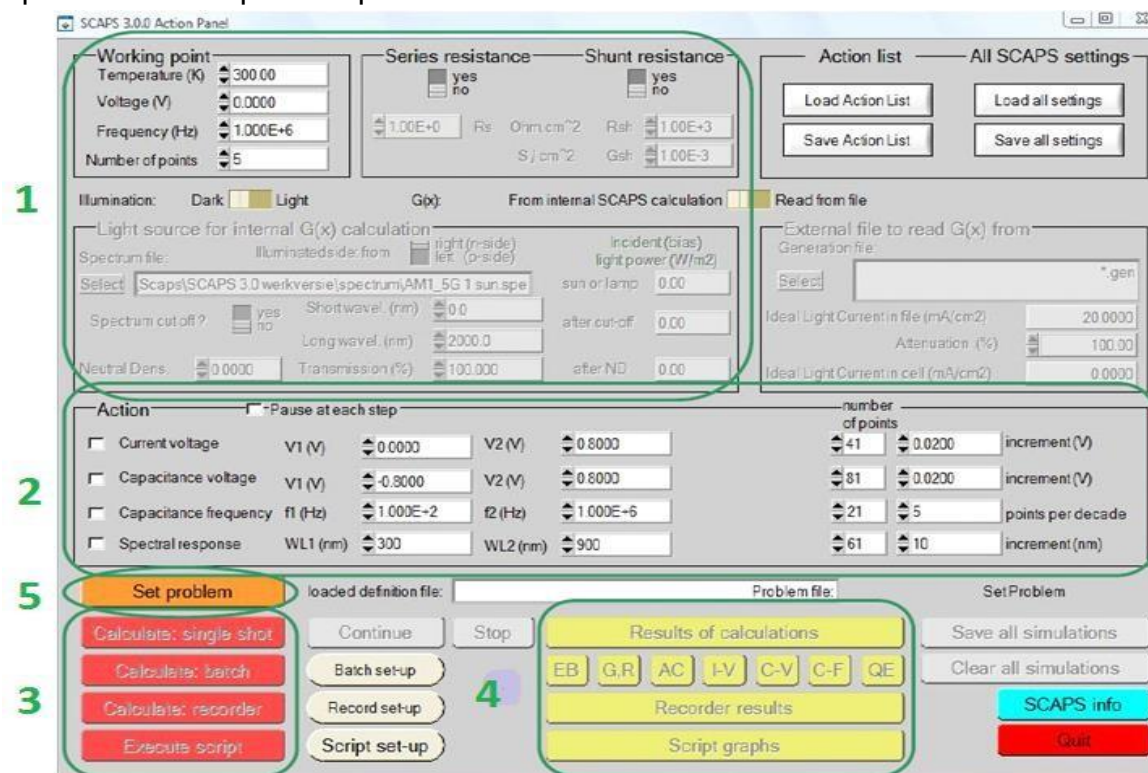 SCAPS 3.0.0 Action Panel
Working point
Temperature (K) 300.00
Voltage (V) 0.0000
Frequency (Hz) 1.000E+6
Number of points 5
Series resistance
yes
no
Shunt resistance
yes
no
1.00E+0 Rs Ohm.cm^2 Rsh 1.00E+3
S/cm^2 Gsh 1.00E-3
Action list
Load Action List
Save Action List
All SCAPS settings
Load all settings
Save all settings
1
Illumination: Dark Light G(x): From internal SCAPS calculation Read from file
Light source for internal G(x) calculation
Spectrum file: Illuminated side: from right (n-side)
left (p-side)
Incident (bias)
light power (W/m2)
Select Scaps\SCAPS 3.0 werkversie\spectrum\AM1_5G 1 sun.spe sun or lamp 0.00
Spectrum cut off? yes
no
Short wavel. (nm) 0.0
after cut-off 0.00
Long wavel. (nm) 2000.0
Neutral Dens. 0.0000 Transmission (%) 100.000 after ND 0.00
External file to read G(x) from
Generation file:
Select *.gen
Ideal Light Current in file (mA/cm2) 20.0000
Attenuation (%) 100.00
Ideal Light Current in cell (mA/cm2) 0.0000
2
Action Pause at each step number
of points
Current voltage V1 (V) 0.0000 V2 (V) 0.8000 41 0.0200 increment (V)
Capacitance voltage V1 (V) -0.8000 V2 (V) 0.8000 81 0.0200 increment (V)
Capacitance frequency f1 (Hz) 1.000E+2 f2 (Hz) 1.000E+6 21 5 points per decade
Spectral response WL1 (nm) 300 WL2 (nm) 900 61 10 increment (nm)
5
Set problem loaded definition file: Problem file: Set Problem
3
Calculate: single shot Continue Stop Results of calculations Save all simulations
Calculate: batch Batch set-up EB G,R AC I-V C-V C-F QE Clear all simulations
4
Calculate: recorder Record set-up Recorder results SCAPS info
Execute script Script set-up Script graphs Quit